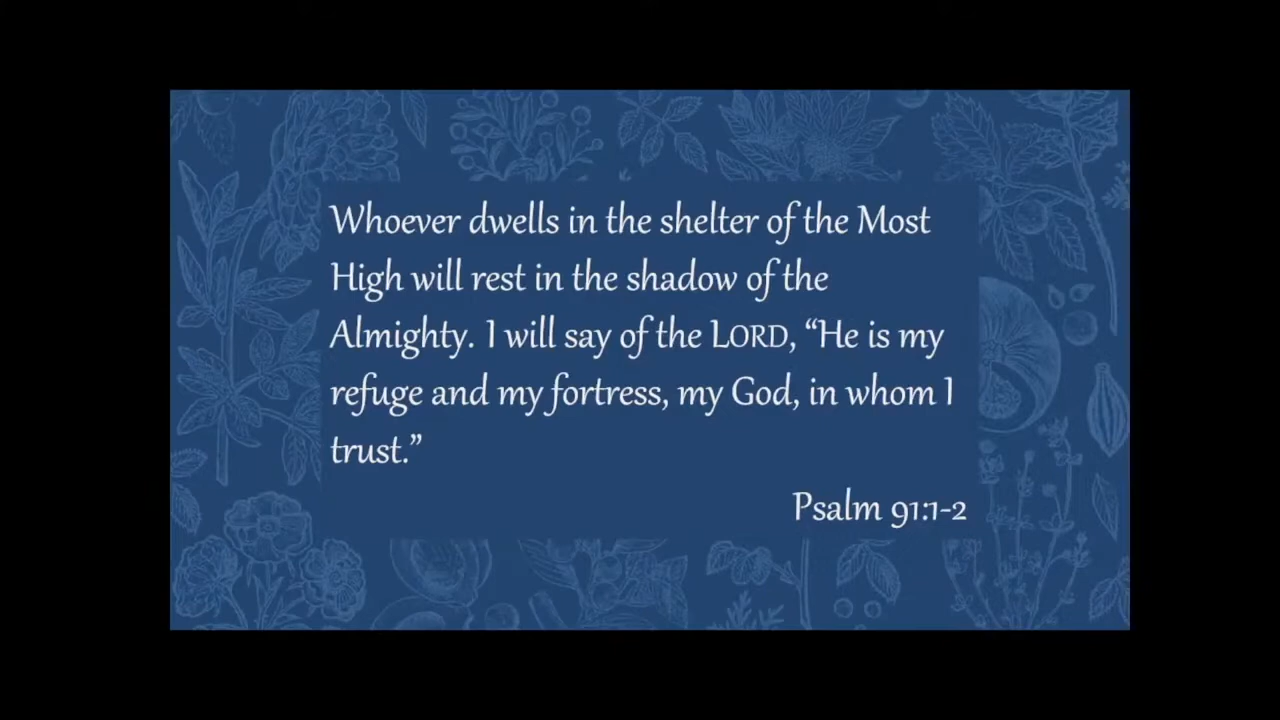 Whoever dwells in the shelter of the Most
High will rest in the shadow of the
Almighty. I will say of the LORD, “He is my
refuge and my fortress, my God, in whom I
trust.”
Psalm 91:1-2